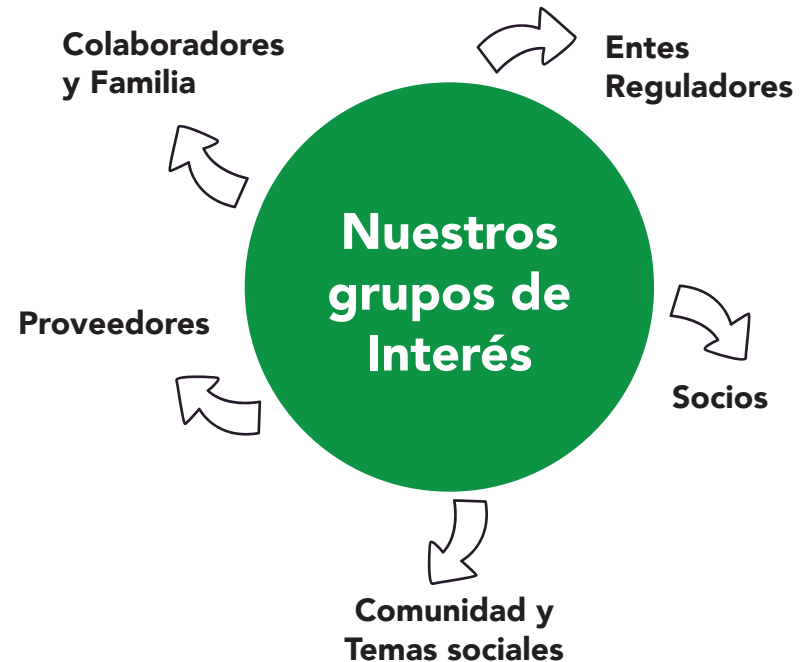 Colaboradores
y Familia
Entes
Reguladores
Nuestros
grupos de
Interés
Proveedores
Socios
Comunidad y
Temas sociales